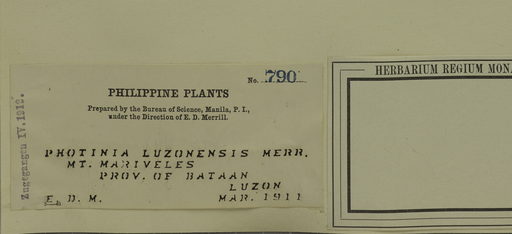 No. 790
PHILIPPINE PLANTS
Prepared by the Bureau of Science, Manila, P. I.,
under the Direction of E. D. Merrill.
PHOTINIA LUZONENSIS MERR.
MT. MARIVELES
PROV. OF BATAAN
LUZON
E. D. M. MAR. 1911
Zugegangen IV. 1912.
HERBARIUM REGIUM MONA